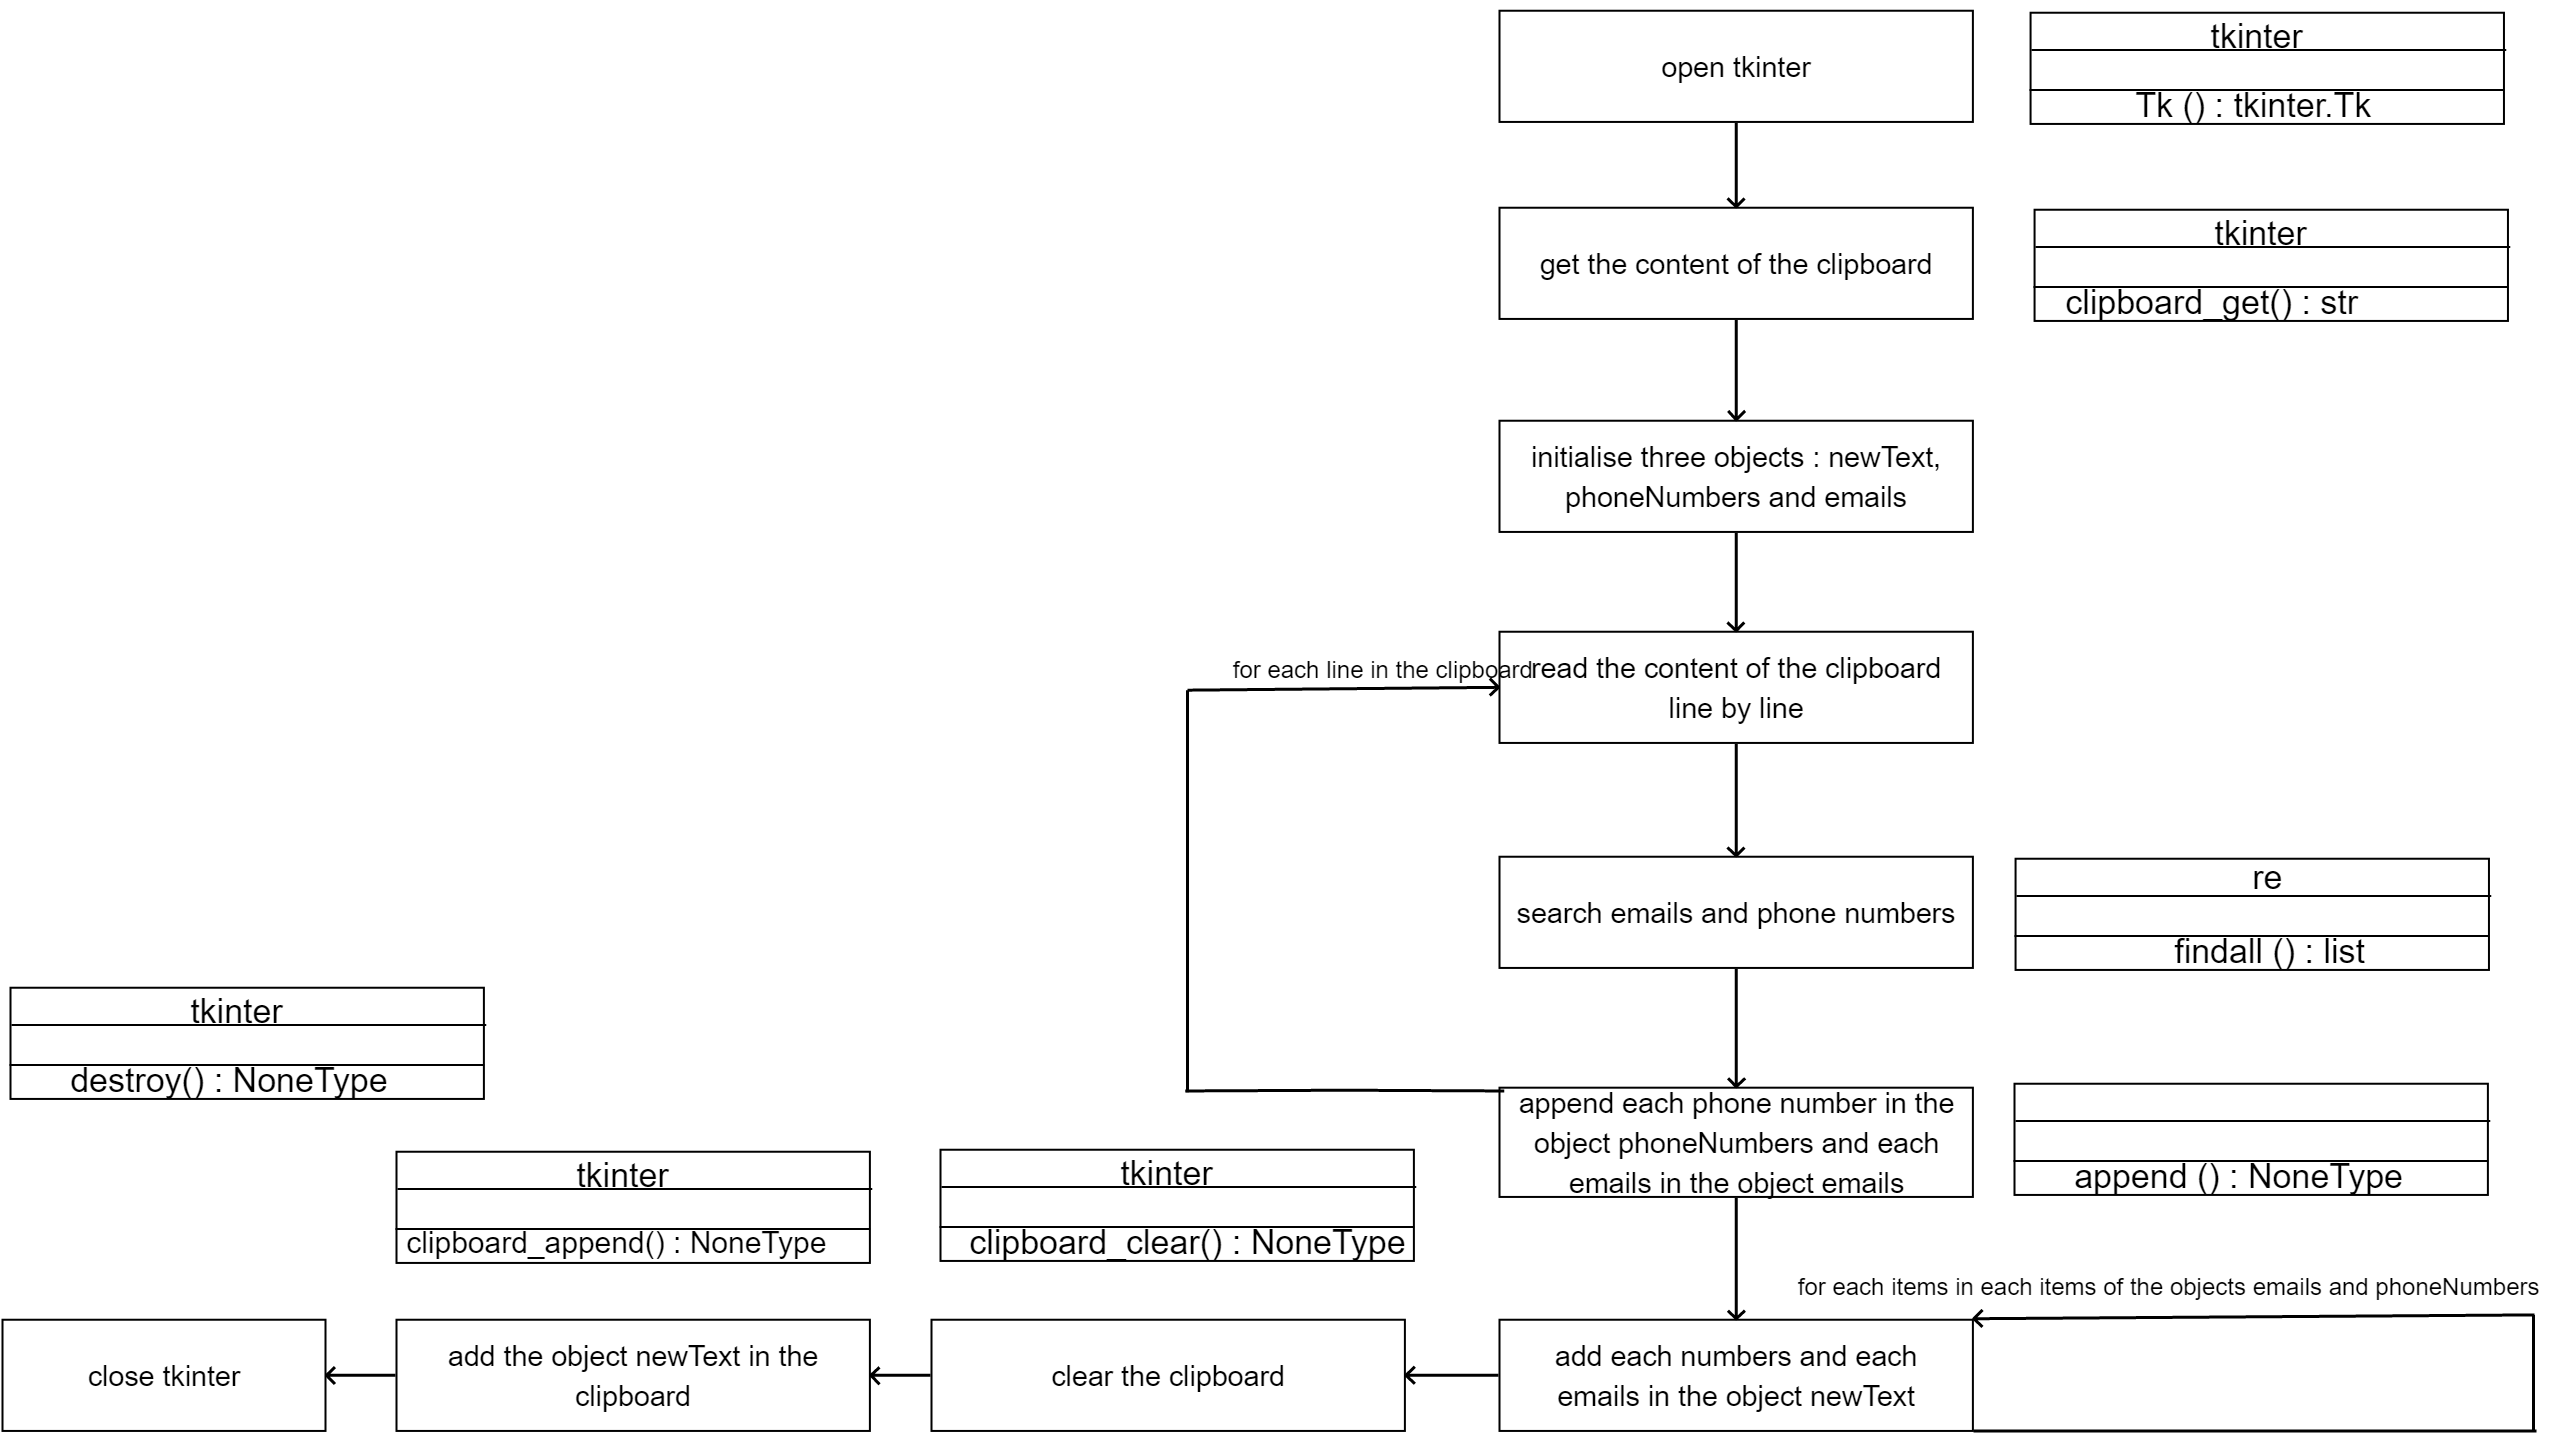 open tkinter
tkinter
Tk () : tkinter.Tk
get the content of the clipboard
tkinter
clipboard_get() : str
initialise three objects : newText,
phoneNumbers and emails
for each line in the clipboard
read the content of the clipboard
line by line
search emails and phone numbers
re
findall () : list
append each phone number in the
object phoneNumbers and each
emails in the object emails
append () : NoneType
for each items in each items of the objects emails and phoneNumbers
add each numbers and each
emails in the object newText
tkinter
clipboard_clear() : NoneType
clear the clipboard
tkinter
clipboard_append() : NoneType
add the object newText in the
clipboard
tkinter
destroy() : NoneType
close tkinter